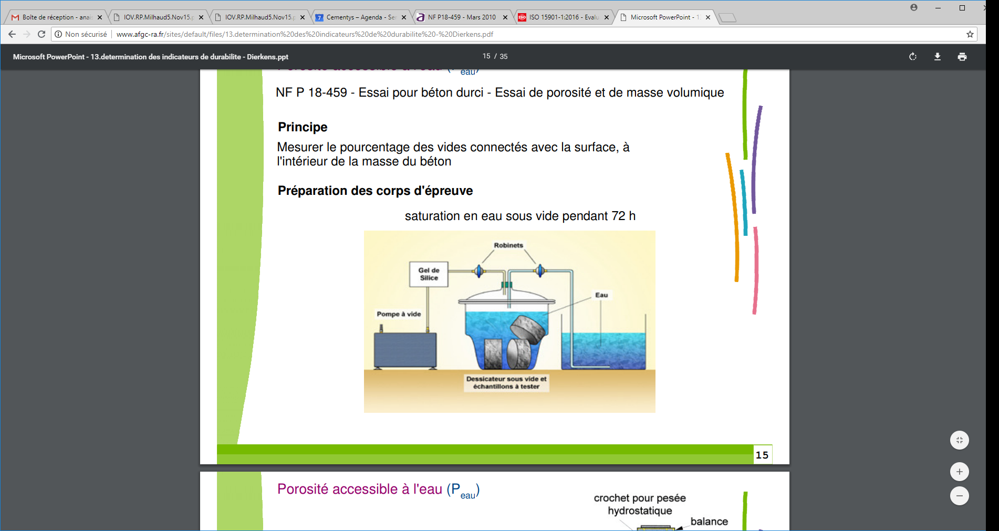 Boîte de réception - anai
IOV.RP.Milhaud5.Nov15.p
IOV.RP.Milhaud5.Nov15.p
7
Cementys – Agenda - Se
a
NF P18-459 - Mars 2010
ISO
ISO 15901-1:2016 - Evalu
Microsoft PowerPoint - 1
Non sécurisé
www.afgc-ra.fr/sites/default/files/13.determination%20des%20indicateurs%20de%20durabilite%20-%20Dierkens.pdf
Microsoft PowerPoint - 13.determination des indicateurs de durabilite - Dierkens.ppt
15 / 35
eau)
NF P 18-459 - Essai pour béton durci - Essai de porosité et de masse volumique
Principe
Mesurer le pourcentage des vides connectés avec la surface, à
l'intérieur de la masse du béton
Préparation des corps d'épreuve
saturation en eau sous vide pendant 72 h
Robinets
Gel de
Silice
Eau
Pompe à vide
Dessicateur sous vide et
échantillons à tester
15
Porosité accessible à l'eau (Peau)
crochet pour pesée
hydrostatique
balance